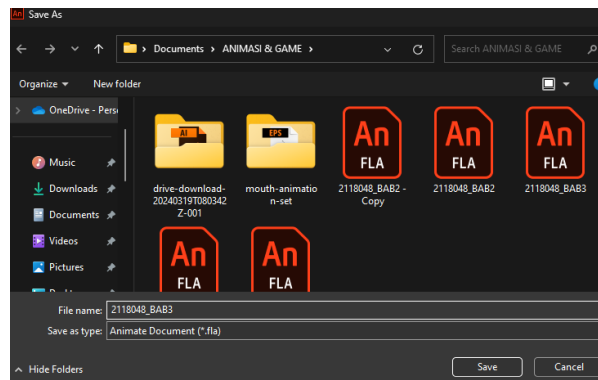 An Save As
Documents › ANIMASI & GAME ›
Search ANIMASI & GAME
Organize
New folder
OneDrive - Pers
Music
Downloads
Documents
Videos
Pictures
AI
EPS
An
FLA
An
FLA
An
FLA
drive-download-
20240319T080342
Z-001
mouth-animatio
n-set
2118048_BAB2 -
Copy
2118048_BAB2
2118048_BAB3
An
FLA
An
FLA
File name: 2118048_BAB3
Save as type: Animate Document (*.fla)
Hide Folders
Save
Cancel